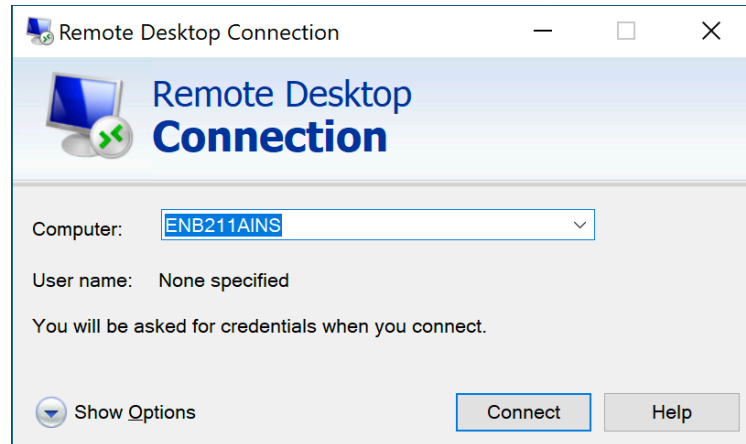 Remote Desktop Connection
Remote Desktop
Connection
Computer: ENB211AINS
User name: None specified
You will be asked for credentials when you connect.
Show Options Connect Help